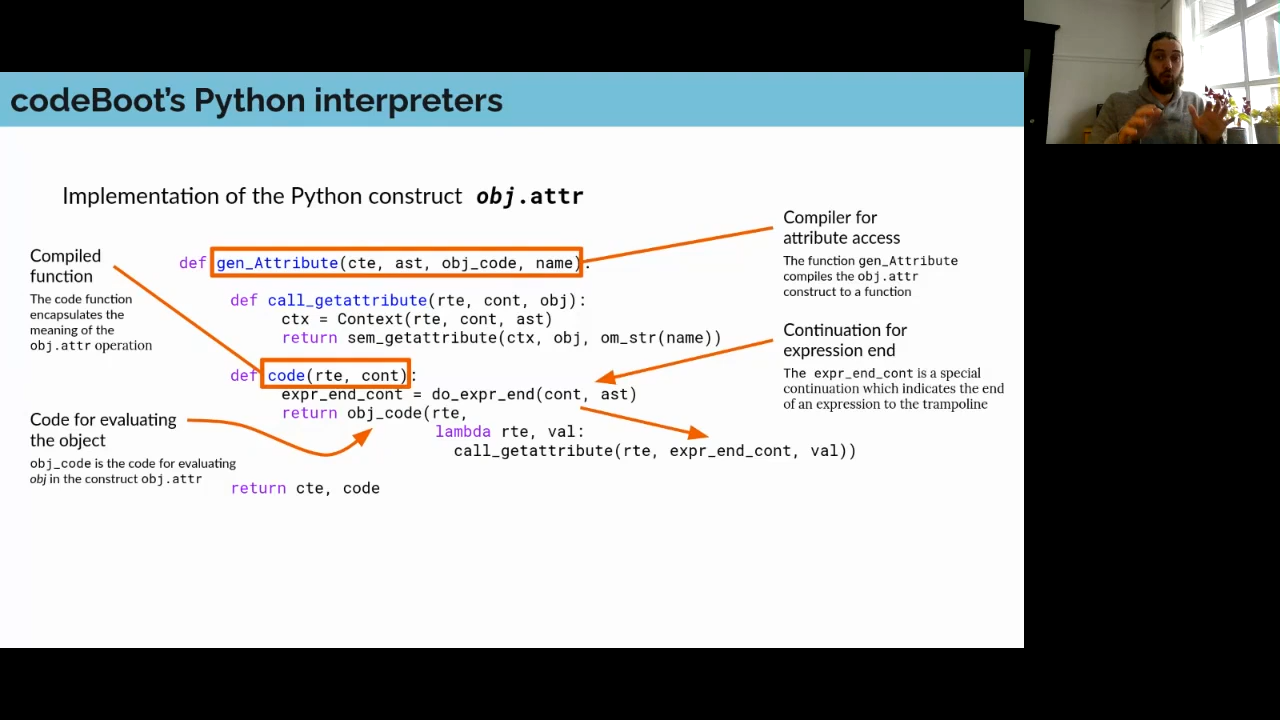 codeBoot's Python interpreters
Implementation of the Python construct obj.attr
Compiled
function
The code function
encapsulates the
meaning of the
obj.attr operation
Code for evaluating
the object
obj_code is the code for evaluating
obj in the construct obj.attr
def gen_Attribute(cte, ast, obj_code, name):
def call_getattribute(rte, cont, obj):
ctx = Context(rte, cont, ast)
return sem_getattribute(ctx, obj, om_str(name))
def code(rte, cont):
expr_end_cont = do_expr_end(cont, ast)
return obj_code(rte,
lambda rte, val:
call_getattribute(rte, expr_end_cont, val))
return cte, code
Compiler for
attribute access
The function gen_Attribute
compiles the obj.attr
construct to a function
Continuation for
expression end
The expr_end_cont is a special
continuation which indicates the end
of an expression to the trampoline